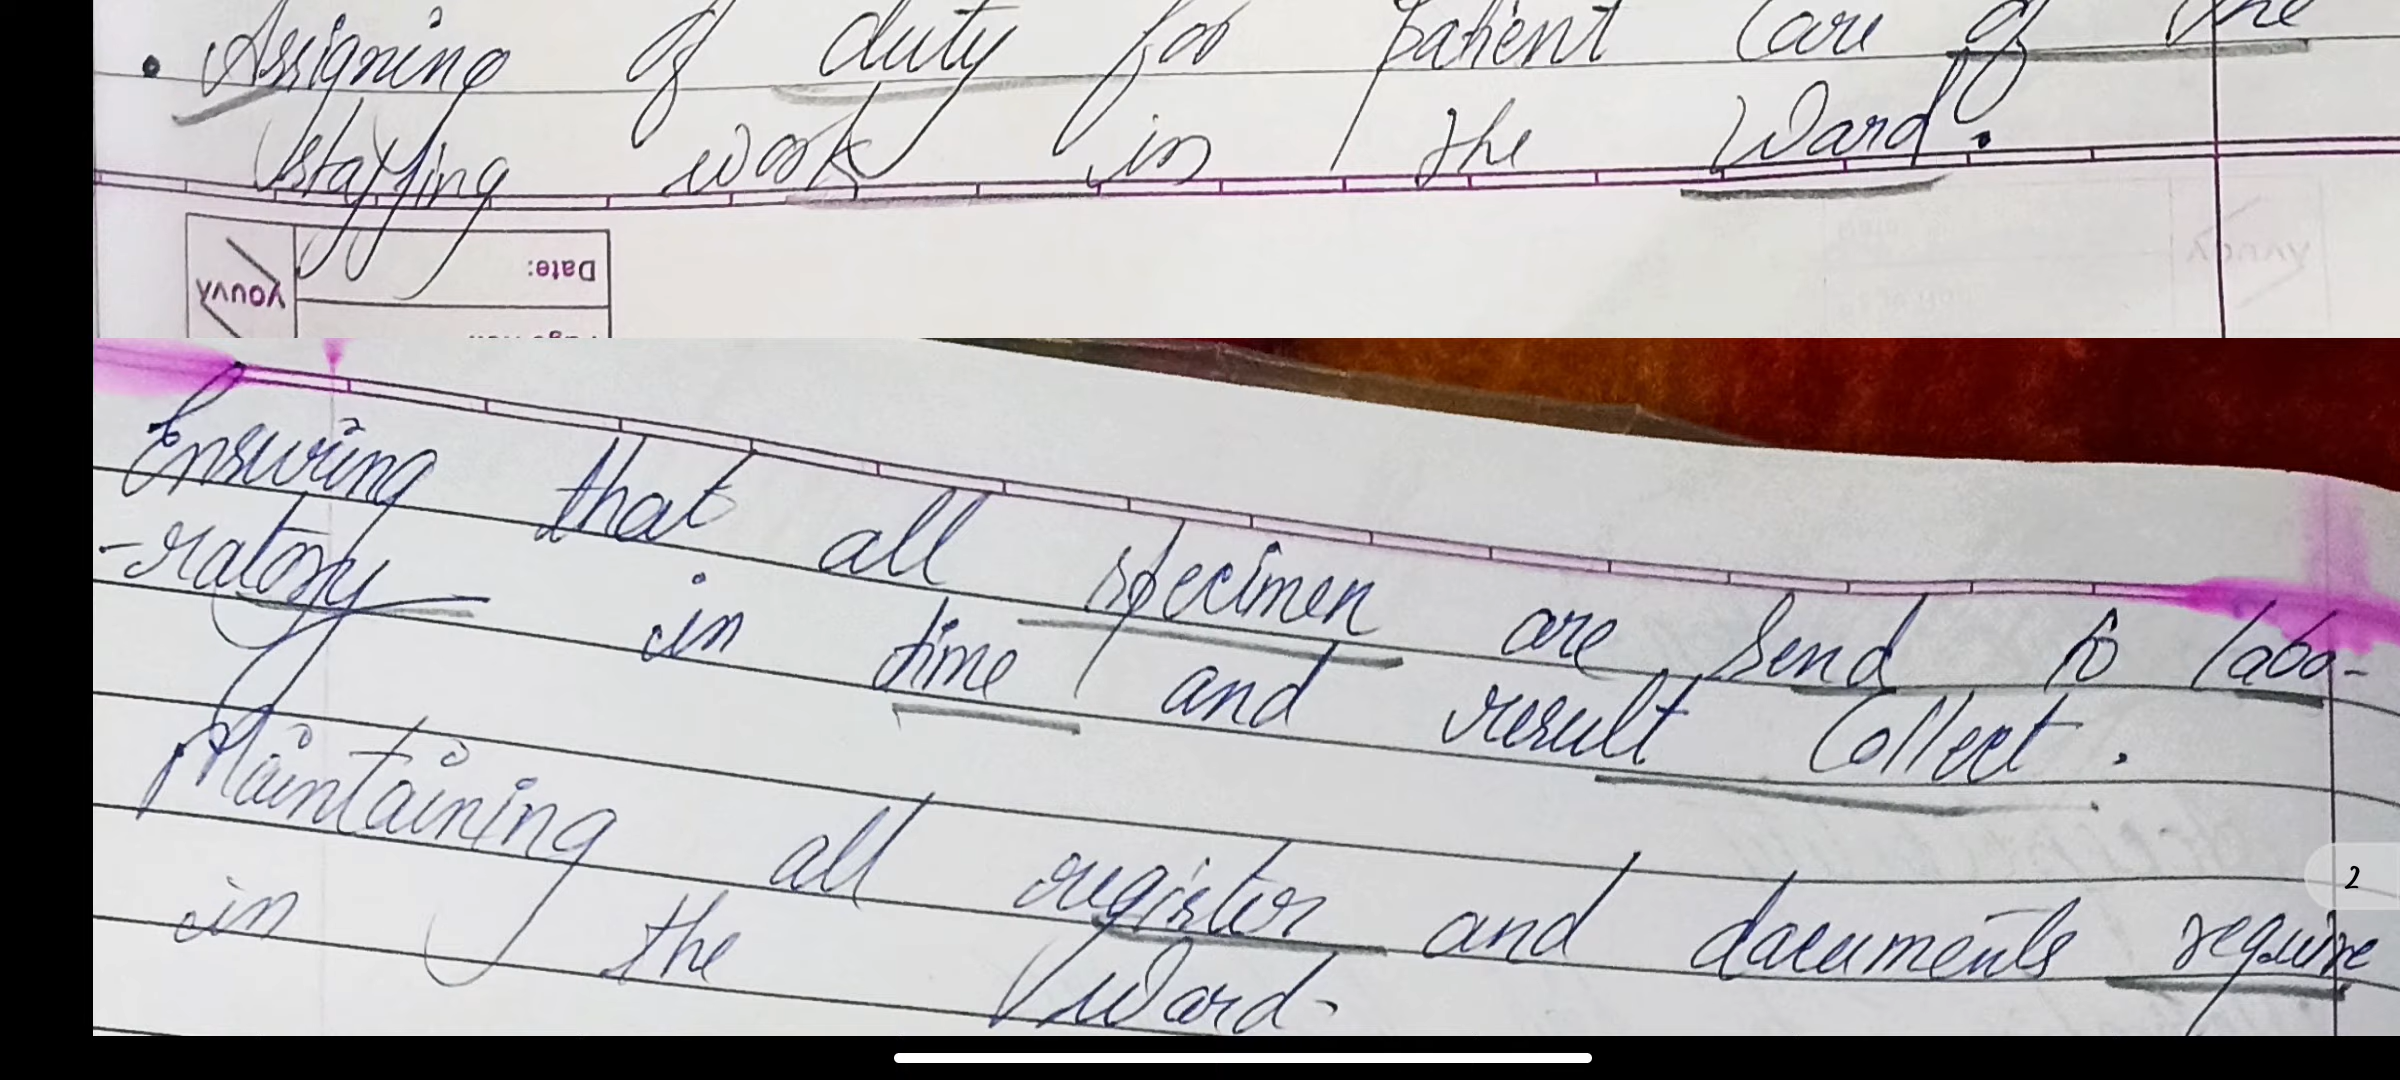 • Assigning of duty for patient Care of the
staffing work in the Ward.
Date:
YOUVA
Ensuring that all specimen are Send to labo-
-ratory in time and result Collect.
Maintaining all register and documents require
in the Ward.
2